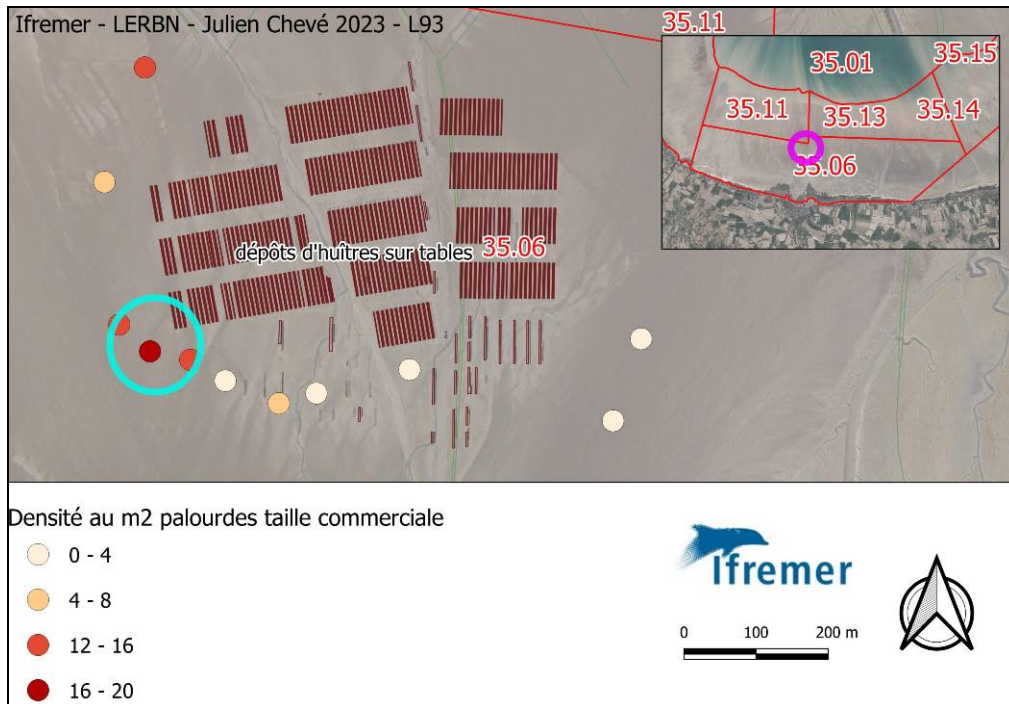 Ifremer - LERBN - Julien Chevé 2023 - L93
35.11
35.15
35.01
35.11
35.13
35.14
35.06
dépôts d'huîtres sur tables 35.06
Densité au m2 palourdes taille commerciale
0 - 4
4 - 8
12 - 16
16 - 20
Ifremer
0 100 200 m